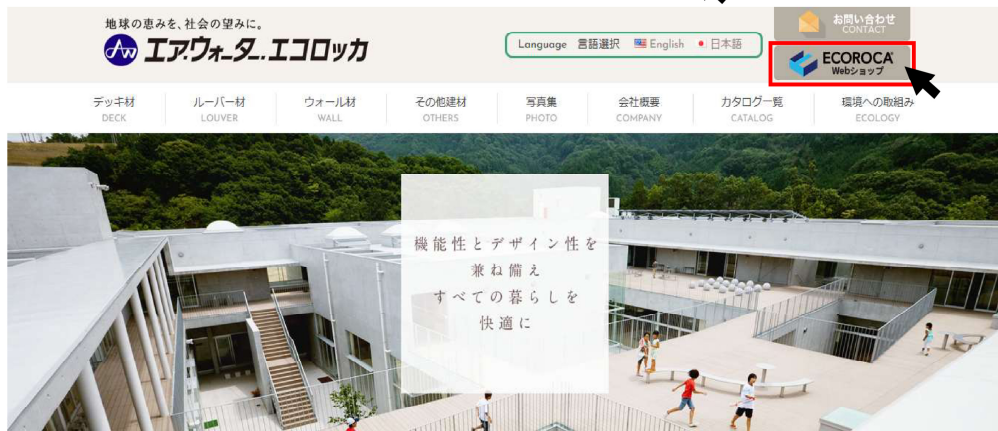 地球の恵みを、社会の望みに。
エア・ウォーター・エコロッカ
Language 言語選択 English 日本語
お問い合わせ
CONTACT
ECOROCA
Webショップ
デッキ材
DECK
ルーバー材
LOUVER
ウォール材
WALL
その他建材
OTHERS
写真集
PHOTO
会社概要
COMPANY
カタログ一覧
CATALOG
環境への取組み
ECOLOGY
機能性とデザイン性を
兼ね備え
すべての暮らしを
快適に